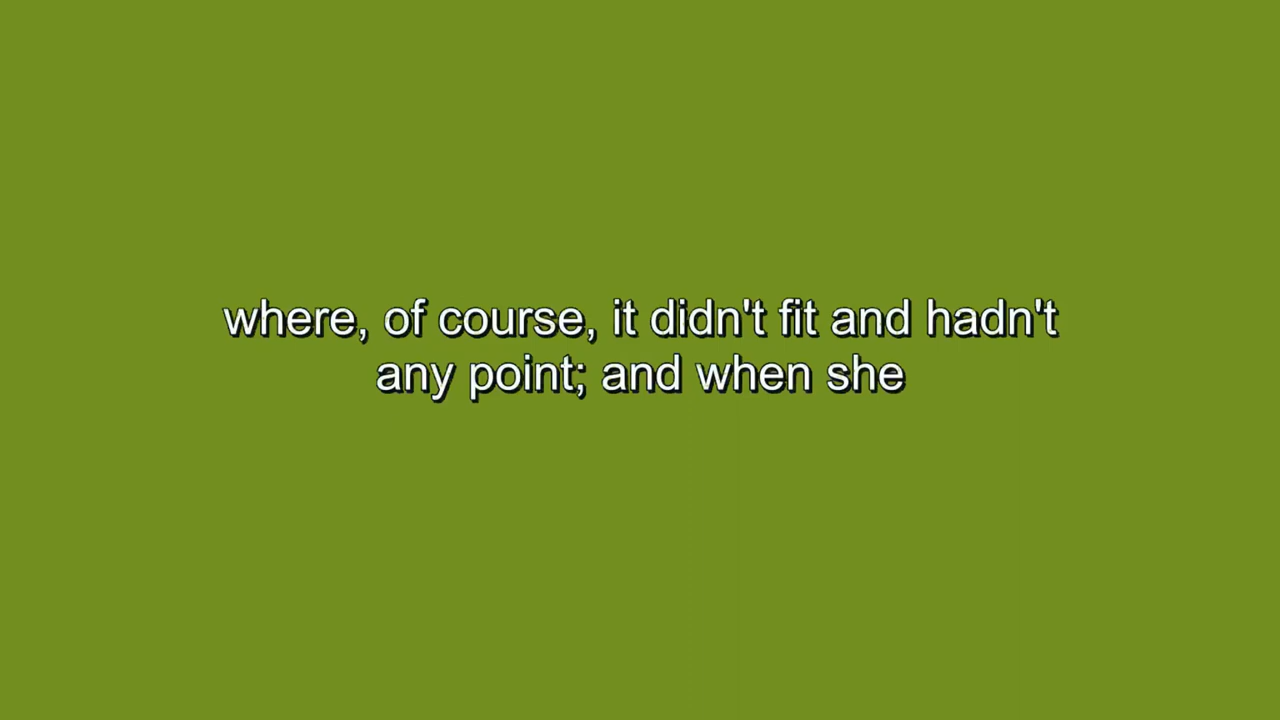 where, of course, it didn't fit and hadn't
any point; and when she